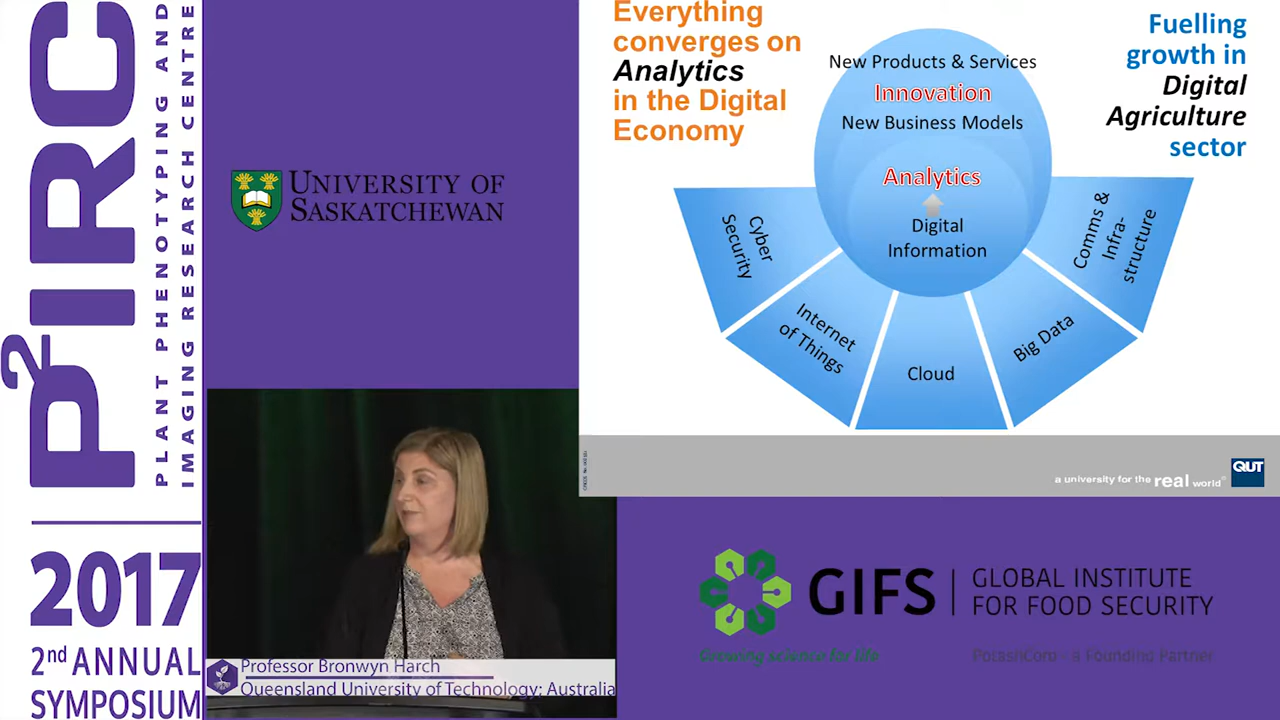 P²IRC
PLANT PHENOTYPING AND
IMAGING RESEARCH CENTRE
2017
2nd ANNUAL
SYMPOSIUM
UNIVERSITY OF
SASKATCHEWAN
Everything
converges on
Analytics
in the Digital
Economy
Fuelling
growth in
Digital
Agriculture
sector
New Products & Services
Innovation
New Business Models
Analytics
Digital
Information
Cyber
Security
Internet
of Things
Cloud
Big Data
Comms &
Infra-
structure
a university for the real world
QUT
Professor Bronwyn Harch
Queensland University of Technology; Australia
GIFS
GLOBAL INSTITUTE
FOR FOOD SECURITY
Growing science for life
PotashCorp - a Founding Partner